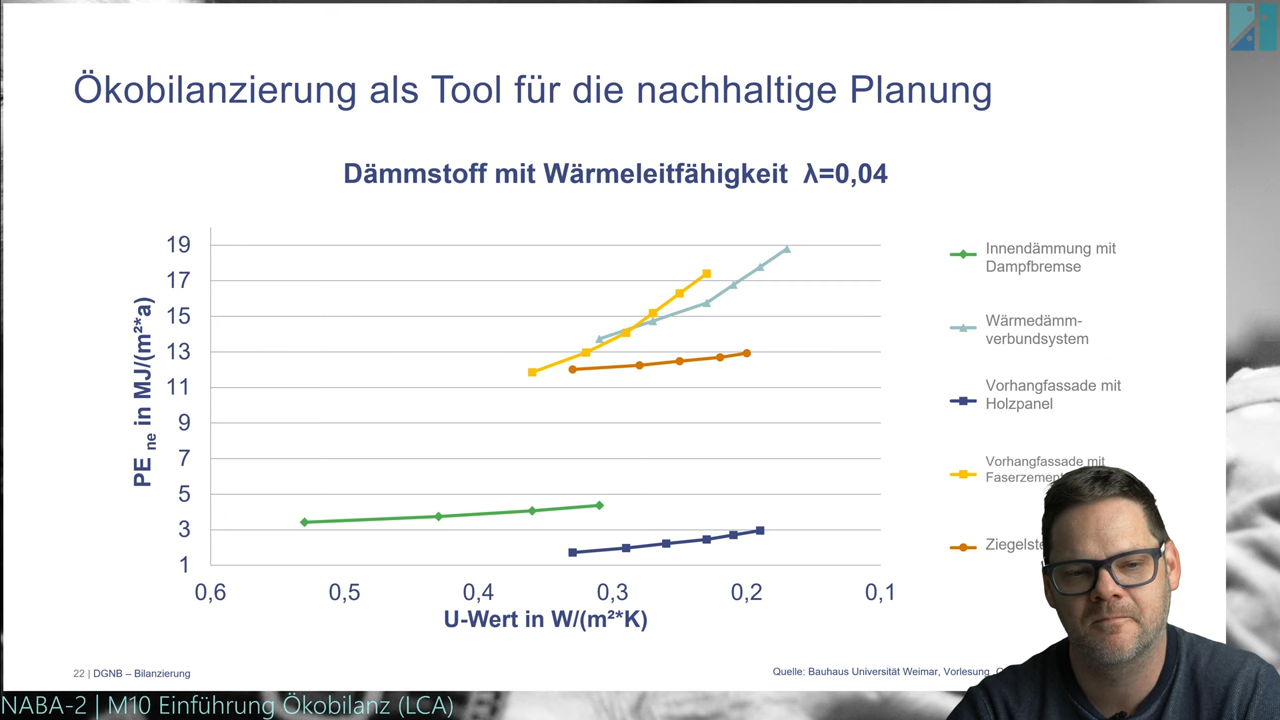 Ökobilanzierung als Tool für die nachhaltige Planung
Dämmstoff mit Wärmeleitfähigkeit λ=0,04
19
17
15
13
11
9
7
5
3
1
PE ne in MJ/(m²*a)
0,6 0,5 0,4 0,3 0,2 0,1
U-Wert in W/(m²*K)
Innendämmung mit
Dampfbremse
Wärmedämm-
verbundsystem
Vorhangfassade mit
Holzpanel
Vorhangfassade mit
22 | DGNB – Bilanzierung
Quelle: Bauhaus Universität Weimar, Vorlesung
NABA-2 | M10 Einführung Ökobilanz (LCA)